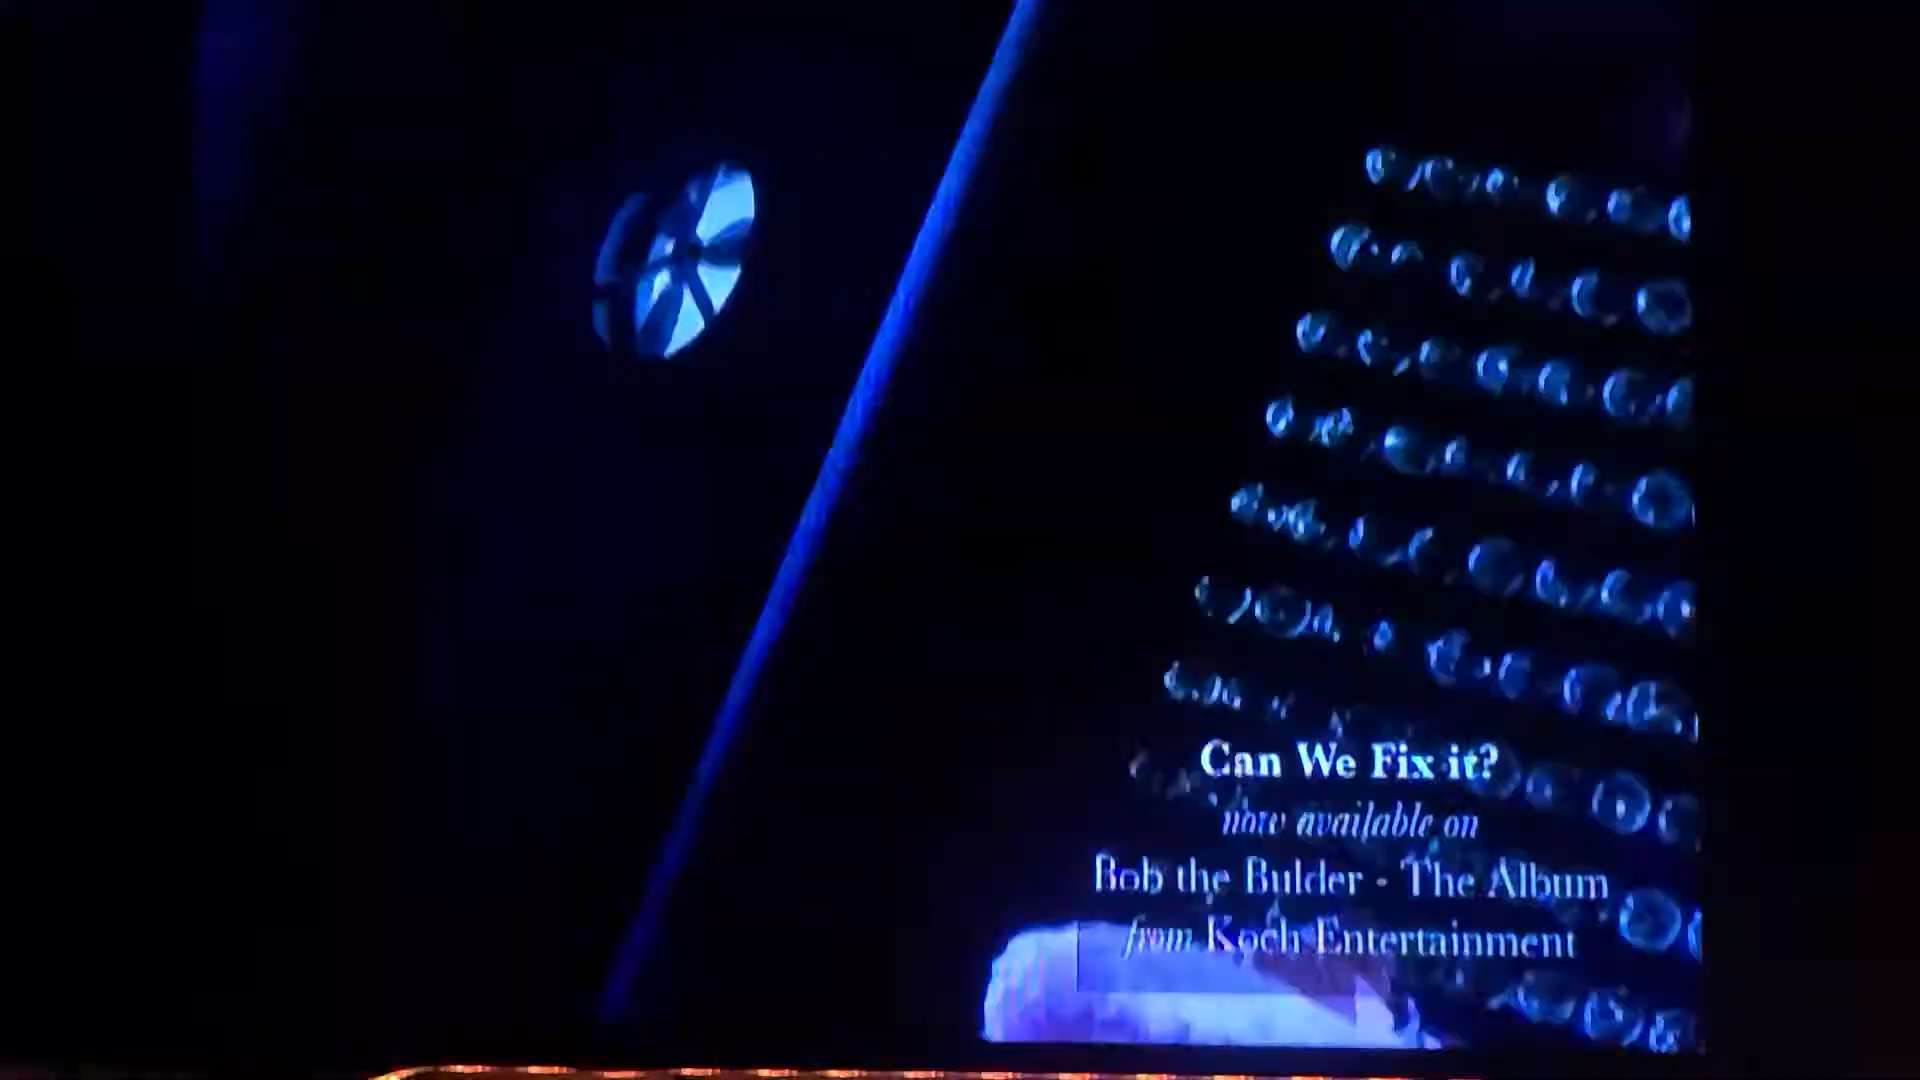 Can We Fix it?
now available on
Bob the Bulder - The Album
from Koch Entertainment